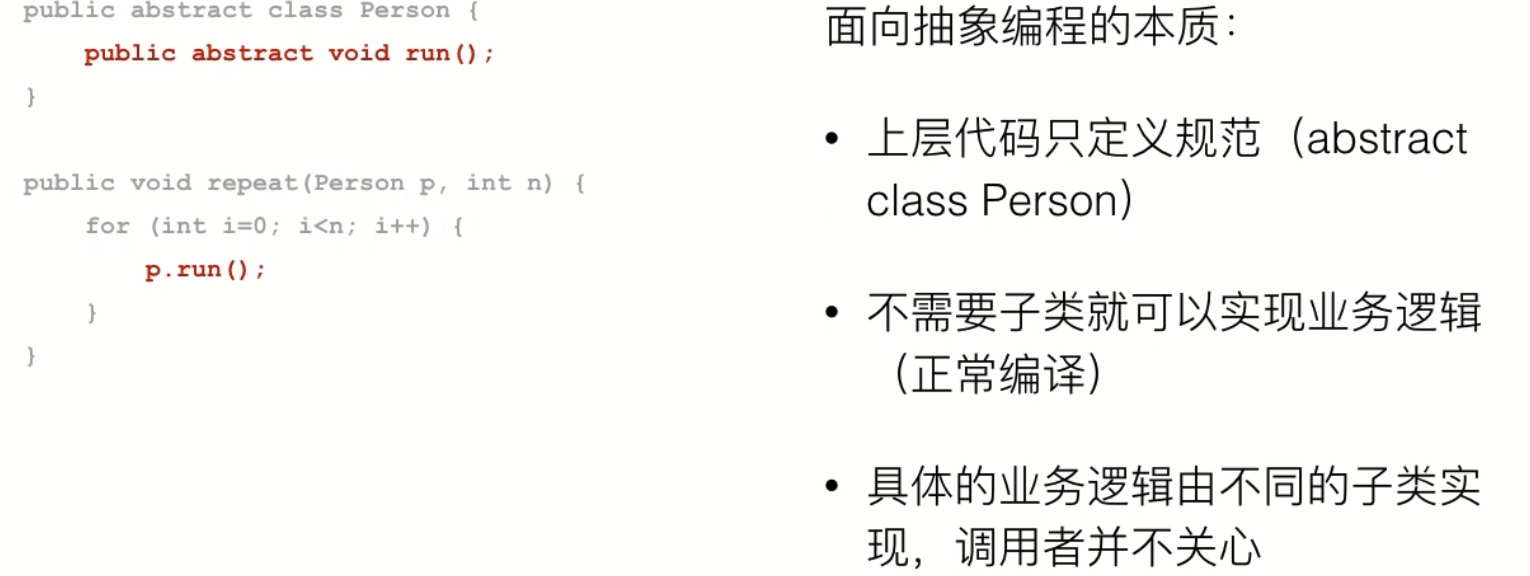 public abstract class Person {
public abstract void run();
}
public void repeat(Person p, int n) {
for (int i=0; i<n; i++) {
p.run();
}
}
面向抽象编程的本质：
• 上层代码只定义规范（abstract
class Person）
• 不需要子类就可以实现业务逻辑
（正常编译）
• 具体的业务逻辑由不同的子类实
现，调用者并不关心